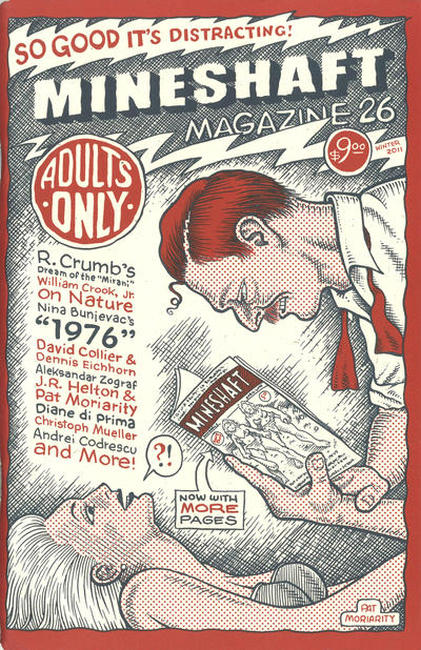 SO GOOD IT'S DISTRACTING!
MINESHAFT
MAGAZINE 26
$9.00
WINTER
2011
ADULTS
·ONLY·
R. Crumb's
Dream of the "Mirani;"
William Crook, Jr.
on Nature
Nina Bunjevac's
"1976"
David Collier &
Dennis Eichhorn
Aleksandar Zograf
J.R. Helton &
Pat Moriarity
Diane di Prima
Christoph Mueller
Andrei Codrescu
and More!
MINESHAFT
?!
NOW WITH
MORE
PAGES
PAT
MORIARITY